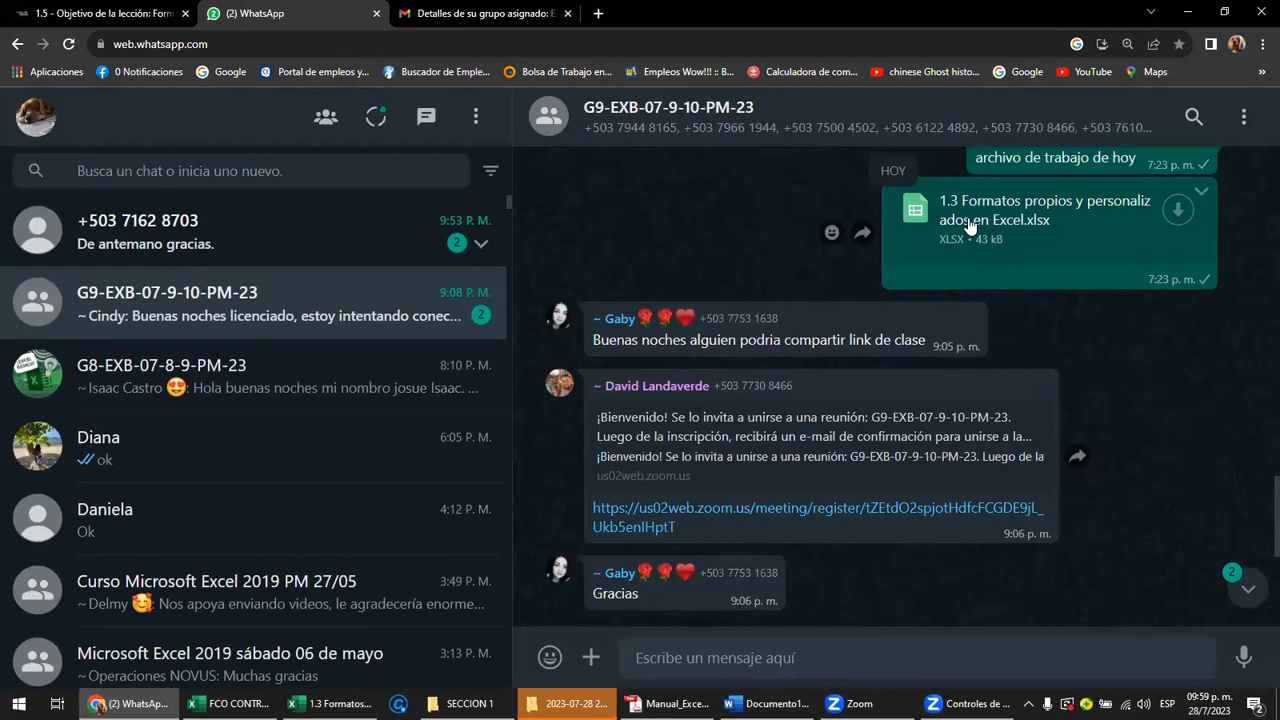 1.5 - Objetivo de la lección: Form
(2) WhatsApp
Detalles de su grupo asignado: E
web.whatsapp.com
Aplicaciones
0 Notificaciones
Google
Portal de empleos y...
Buscador de Emple...
Bolsa de Trabajo en...
Empleos Wow!!! :: B...
Calculadora de com...
chinese Ghost histo...
Google
YouTube
Maps
Busca un chat o inicia uno nuevo.
+503 7162 8703
9:53 P. M.
De antemano gracias.
2
G9-EXB-07-9-10-PM-23
9:08 P. M.
~ Cindy: Buenas noches licenciado, estoy intentando conec...
2
G8-EXB-07-8-9-PM-23
8:10 P. M.
~ Isaac Castro 😍: Hola buenas noches mi nombro josue Isaac. ...
Diana
6:05 P. M.
ok
Daniela
4:12 P. M.
Ok
Curso Microsoft Excel 2019 PM 27/05
3:49 P. M.
~ Delmy 🥰: Nos apoya enviando videos, le agradecería enorme...
Microsoft Excel 2019 sábado 06 de mayo
3:13 P. M.
~ Operaciones NOVUS: Muchas gracias
G9-EXB-07-9-10-PM-23
+503 7944 8165, +503 7966 1944, +503 7500 4502, +503 6122 4892, +503 7730 8466, +503 7610...
archivo de trabajo de hoy
7:23 p. m.
HOY
1.3 Formatos propios y personaliz
ados en Excel.xlsx
XLSX • 43 kB
7:23 p. m.
~ Gaby🌹🌹❤️ +503 7753 1638
Buenas noches alguien podria compartir link de clase
9:05 p. m.
~ David Landaverde +503 7730 8466
¡Bienvenido! Se lo invita a unirse a una reunión: G9-EXB-07-9-10-PM-23.
Luego de la inscripción, recibirá un e-mail de confirmación para unirse a la...
¡Bienvenido! Se lo invita a unirse a una reunión: G9-EXB-07-9-10-PM-23. Luego de la
us02web.zoom.us
https://us02web.zoom.us/meeting/register/tZEtdO2spjotHdfcFCGDE9jL_
Ukb5enIHptT
9:06 p. m.
~ Gaby🌹🌹❤️ +503 7753 1638
Gracias
9:06 p. m.
2
Escribe un mensaje aquí
(2) WhatsApp...
FCO CONTR...
1.3 Formatos...
SECCION 1
2023-07-28 2...
Manual_Exce...
Documento1...
Zoom
Controles de ...
ESP
09:59 p. m.
28/7/2023
2